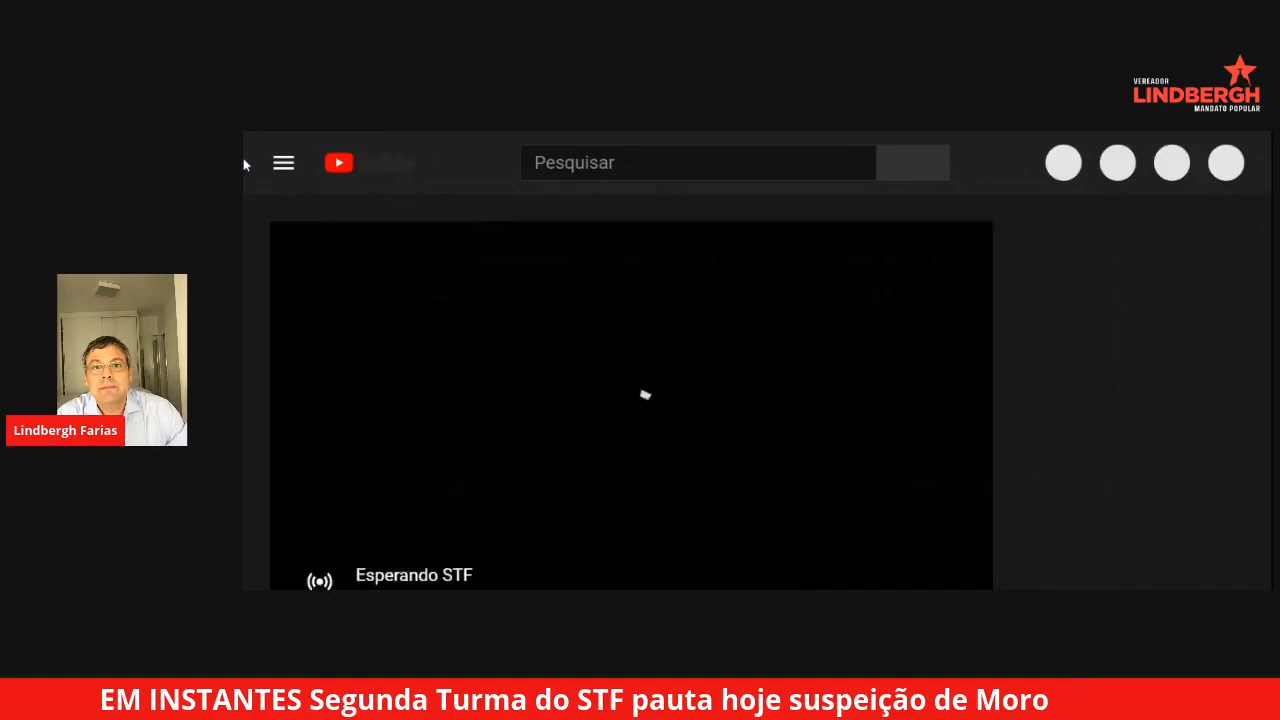 VEREADOR
LINDBERGH
MANDATO POPULAR
Pesquisar
Lindbergh Farias
Esperando STF
EM INSTANTES Segunda Turma do STF pauta hoje suspeição de Moro